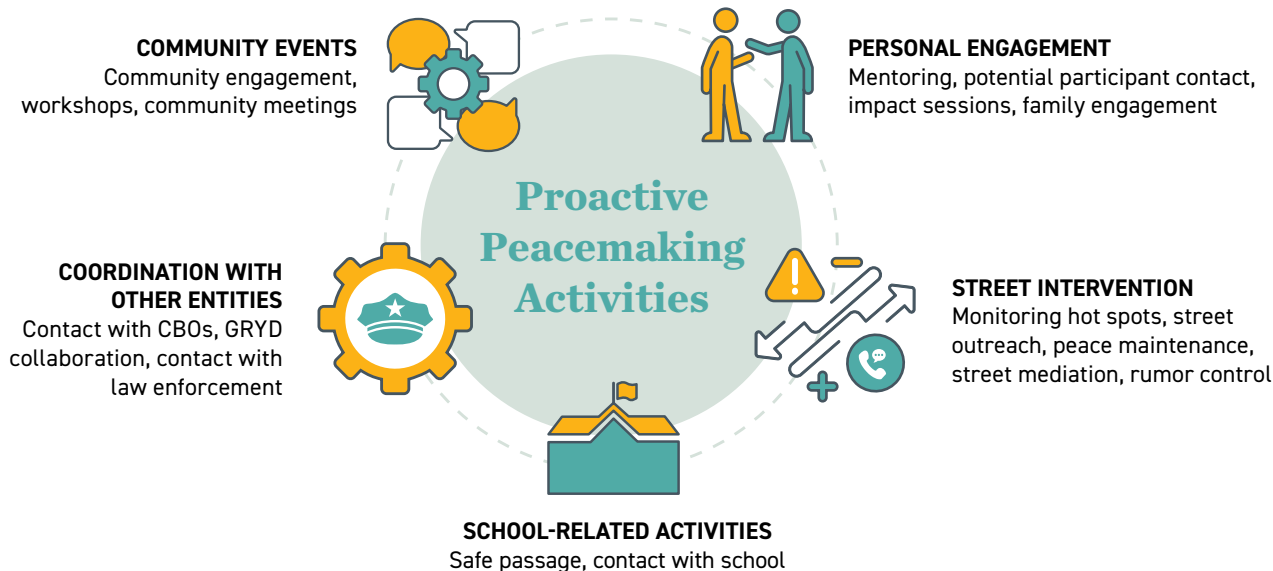 COMMUNITY EVENTS
Community engagement,
workshops, community meetings
PERSONAL ENGAGEMENT
Mentoring, potential participant contact,
impact sessions, family engagement
Proactive
Peacemaking
Activities
COORDINATION WITH
OTHER ENTITIES
Contact with CBOs, GRYD
collaboration, contact with
law enforcement
STREET INTERVENTION
Monitoring hot spots, street
outreach, peace maintenance,
street mediation, rumor control
SCHOOL-RELATED ACTIVITIES
Safe passage, contact with school